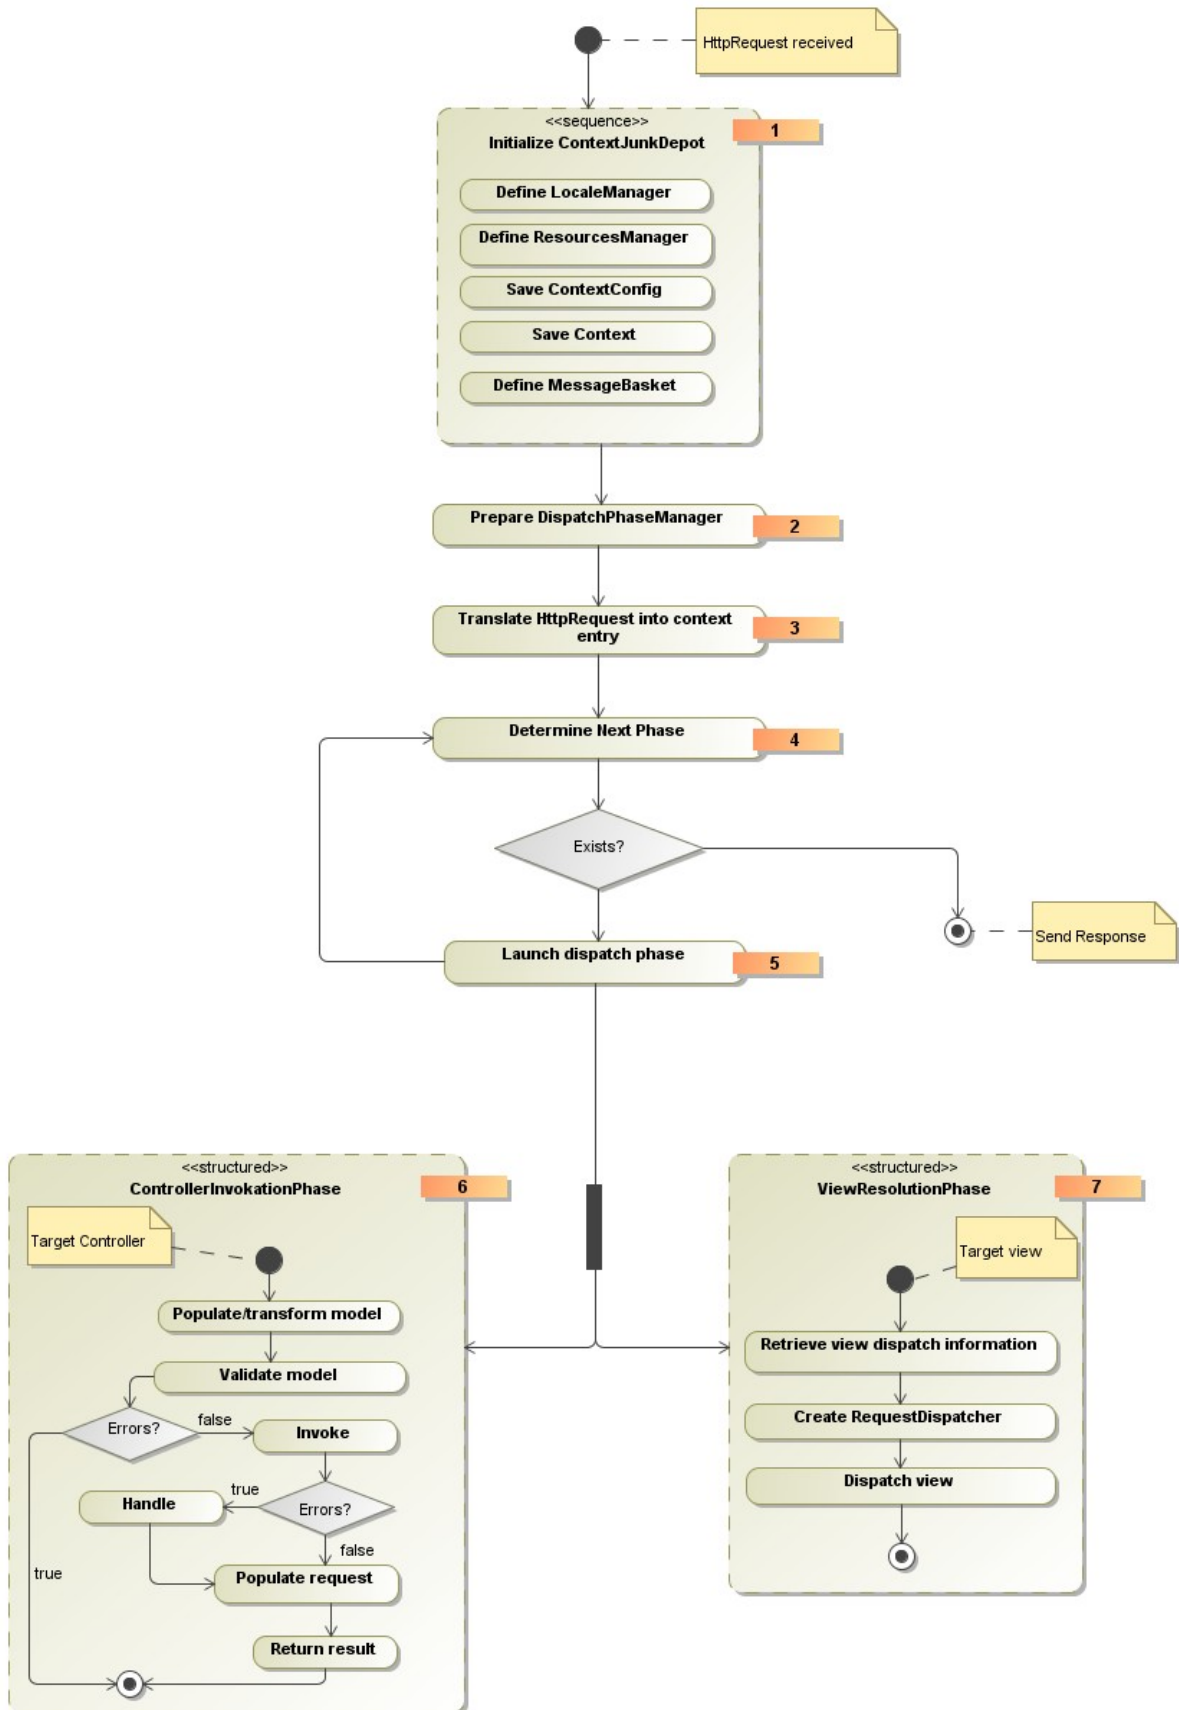 HttpRequest received
<<sequence>>
1
Initialize ContextJunkDepot
Define LocaleManager
Define ResourcesManager
Save ContextConfig
Save Context
Define MessageBasket
Prepare DispatchPhaseManager
2
Translate HttpRequest into context
entry
3
Determine Next Phase
4
Exists?
Send Response
Launch dispatch phase
5
<<structured>>
ControllerInvokationPhase
6
Target Controller
Populate/transform model
Validate model
Errors?
false
Invoke
true
Handle
Errors?
false
true
Populate request
Return result
<<structured>>
ViewResolutionPhase
7
Target view
Retrieve view dispatch information
Create RequestDispatcher
Dispatch view